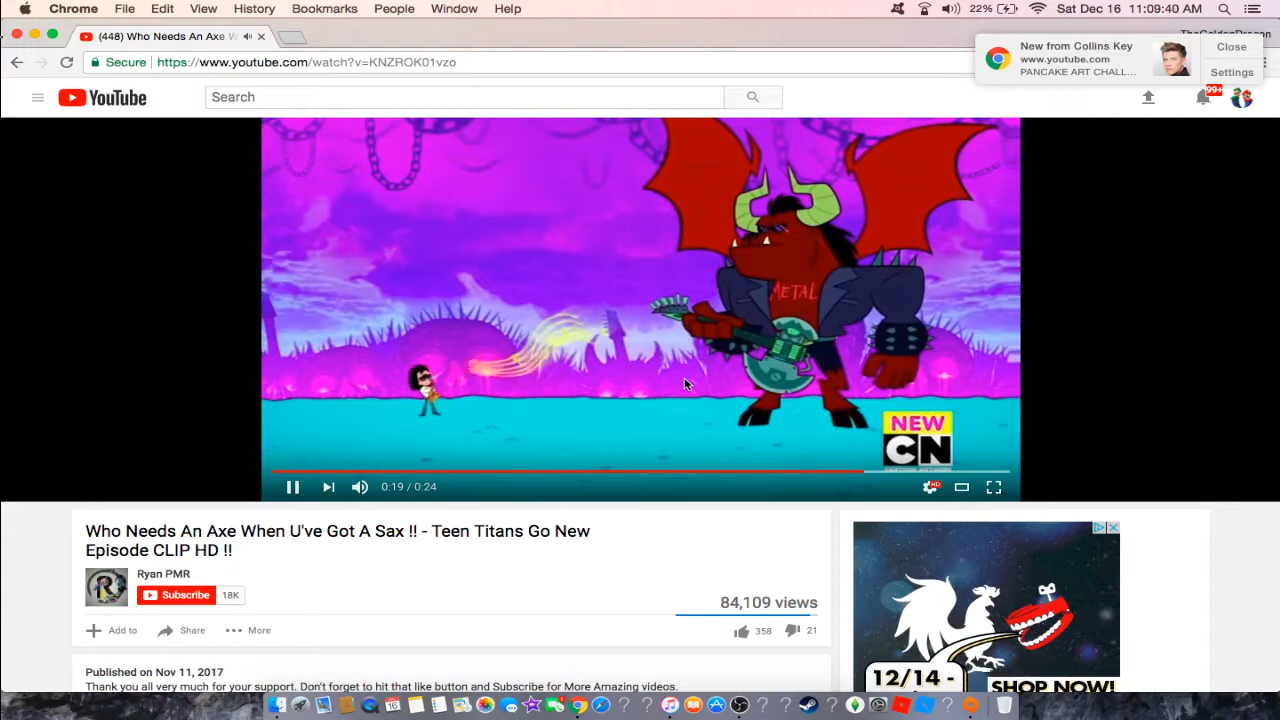 Chrome File Edit View History Bookmarks People Window Help 22% Sat Dec 16 11:09:40 AM
(448) Who Needs An Axe W
New from Collins Key
www.youtube.com
PANCAKE ART CHALL...
Close
Settings
Secure https://www.youtube.com/watch?v=KNZROK01vzo
YouTube
Search
99+
METAL
NEW
CN
CARTOON NETWORK
0:19 / 0:24
HD
Who Needs An Axe When U've Got A Sax !! - Teen Titans Go New
Episode CLIP HD !!
Ryan PMR
Subscribe 18K
84,109 views
Add to Share More
358 21
Published on Nov 11, 2017
Thank you all very much for your support. Don't forget to hit that like button and Subscribe for More Amazing videos.
12/14 -
SHOP NOW!
16